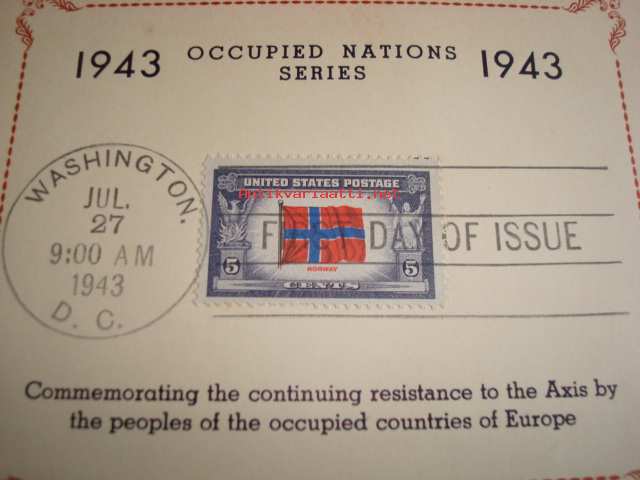 1943 OCCUPIED NATIONS SERIES 1943
WASHINGTON,
JUL.
27
9:00 AM
1943
D. C.
UNITED STATES POSTAGE
Antiikvariaatti.net
FIRST DAY OF ISSUE
NORWAY
5 5
CENTS
Commemorating the continuing resistance to the Axis by
the peoples of the occupied countries of Europe